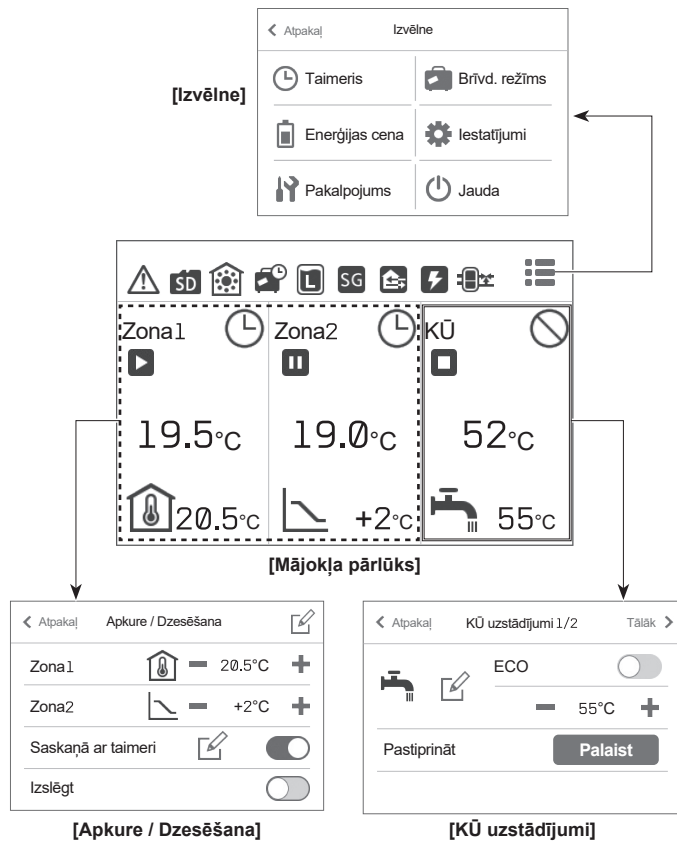 Atpakaļ Izvēlne
[Izvēlne]
Taimeris Brīvd. režīms
Enerģijas cena Iestatījumi
Pakalpojums Jauda
SD L SG
Zona1 Zona2 KŪ
19.5°C 19.0°C 52°C
20.5°C +2°C 55°C
[Mājokļa pārlūks]
Atpakaļ Apkure / Dzesēšana
Zona1 20.5°C
Zona2 +2°C
Saskaņā ar taimeri
Izslēgt
[Apkure / Dzesēšana]
Atpakaļ KŪ uzstādījumi 1/2 Tālāk
ECO
55°C
Pastiprināt Palaist
[KŪ uzstādījumi]